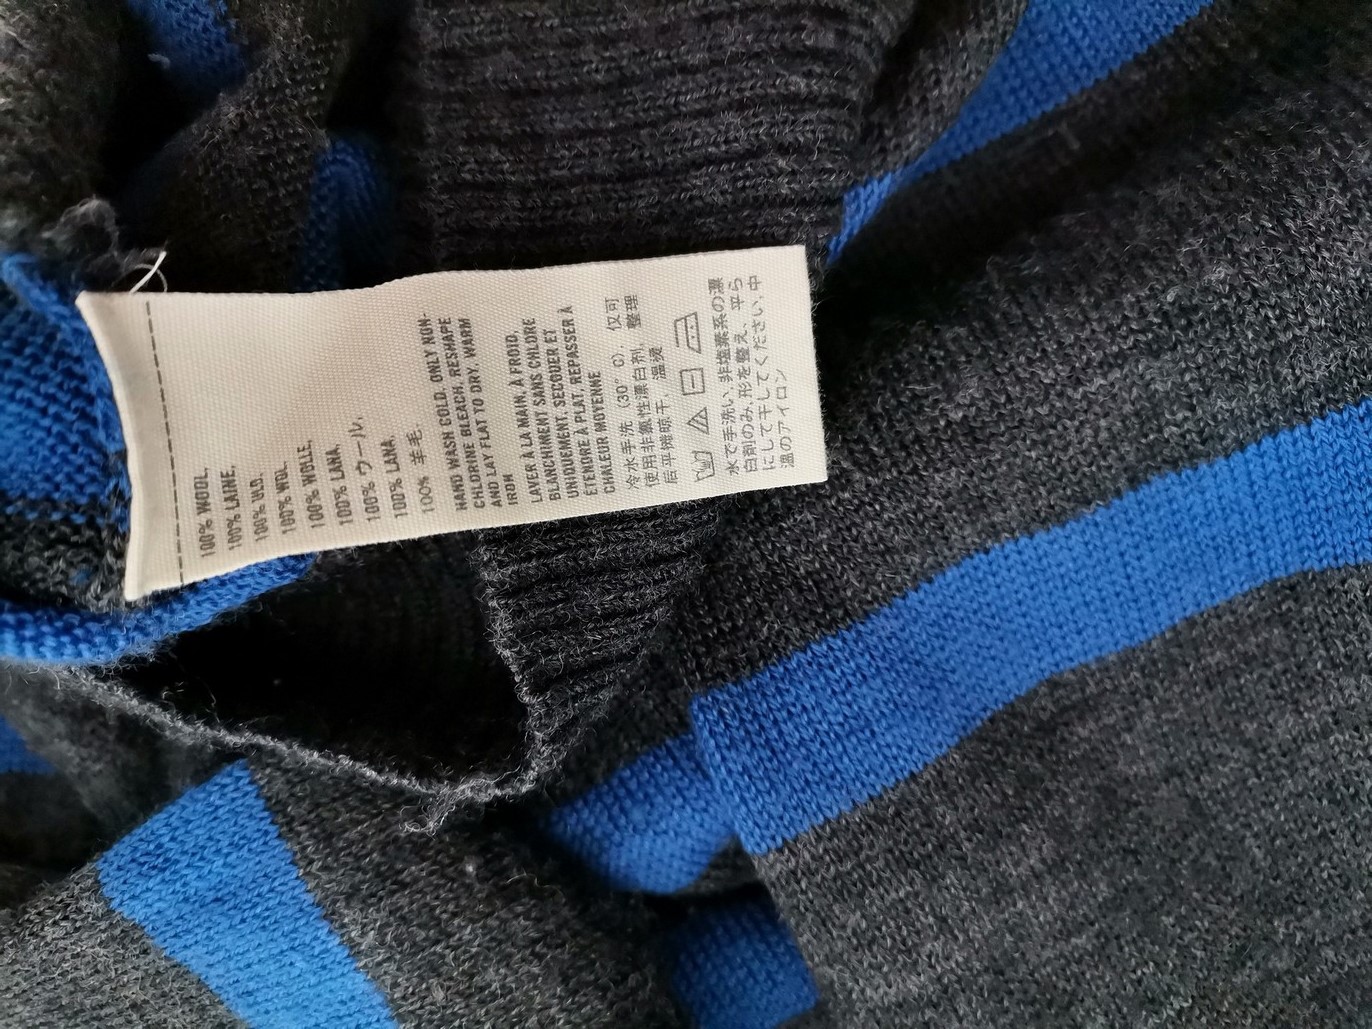 100% WOOL.
100% LAINE.
100% ULD.
100% WOL.
100% WOLLE.
100% LANA.
100% ウール.
100% LANA.
100% 羊毛.
HAND WASH COLD. ONLY NON-
CHLORINE BLEACH. RESHAPE
AND LAY FLAT TO DRY. WARM
IRON
LAVER À LA MAIN, À FROID.
BLANCHIMENT SANS CHLORE
UNIQUEMENT. SECOUER ET
ÉTENDRE À PLAT. REPASSER À
CHALEUR MOYENNE
冷水手洗 (30° C). 仅可
使用非氯性漂白剂. 整理
后平摊晾干. 温烫
水で手洗い. 非塩素系の漂
白剤のみ. 形を整え、平ら
にして干してください. 中
温のアイロン